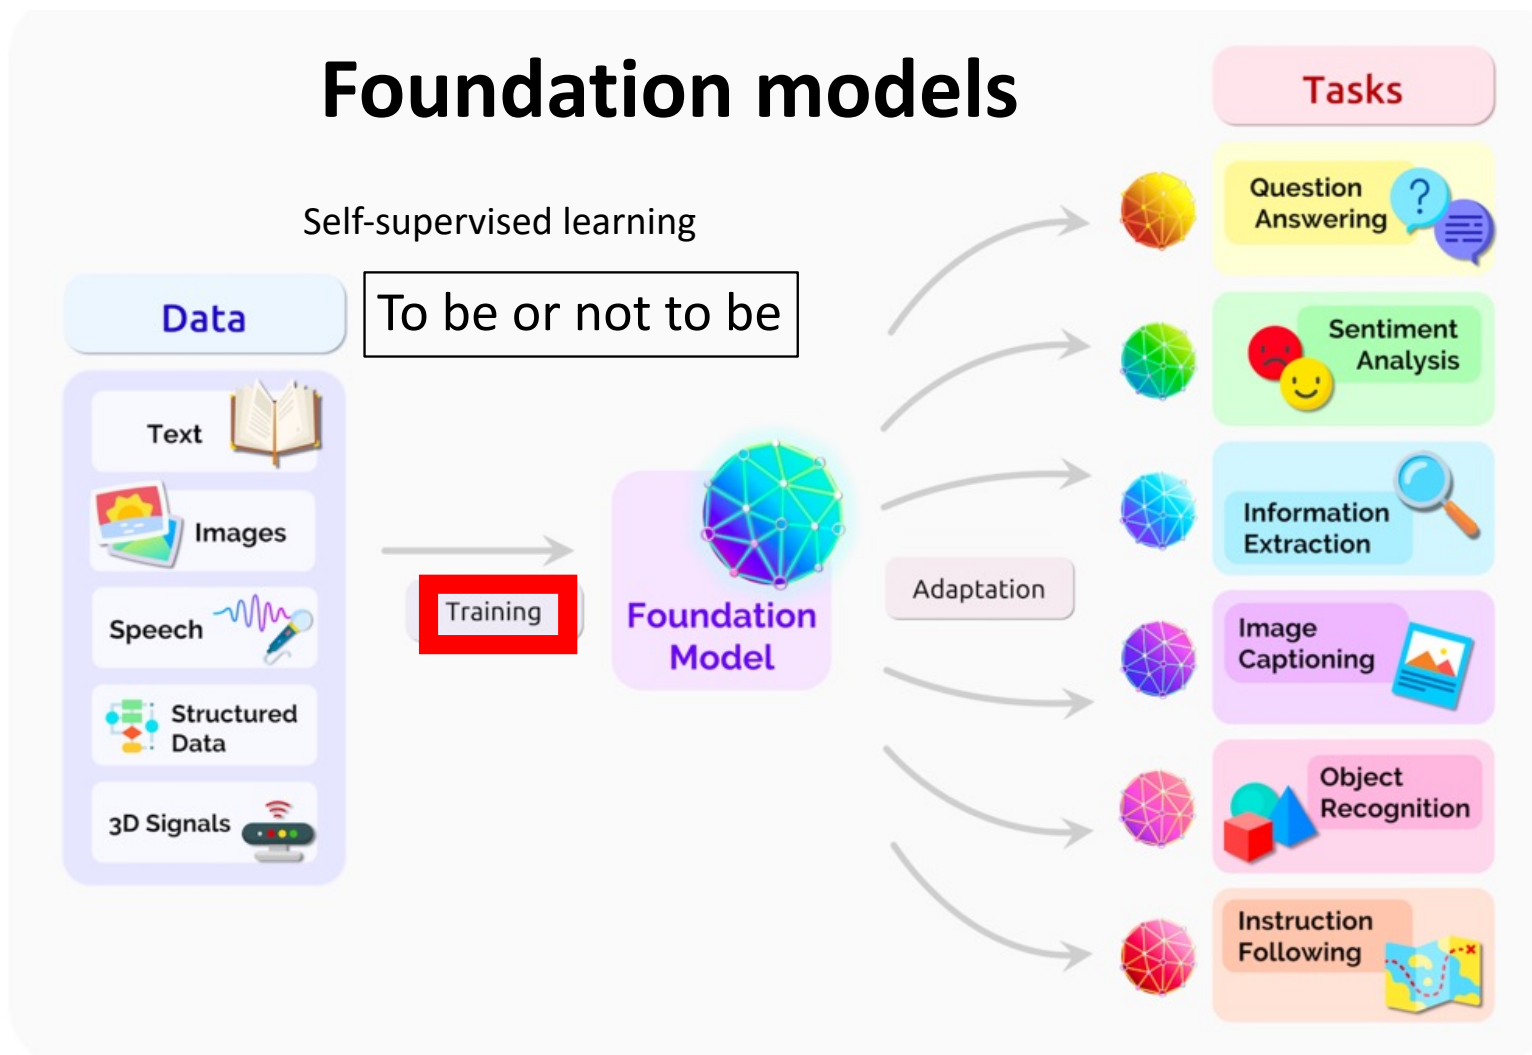 Foundation models
Self-supervised learning
To be or not to be
Data
Text
Images
Speech
Structured
Data
3D Signals
Training
Foundation
Model
Adaptation
Tasks
Question
Answering
?
Sentiment
Analysis
Information
Extraction
Image
Captioning
Object
Recognition
Instruction
Following